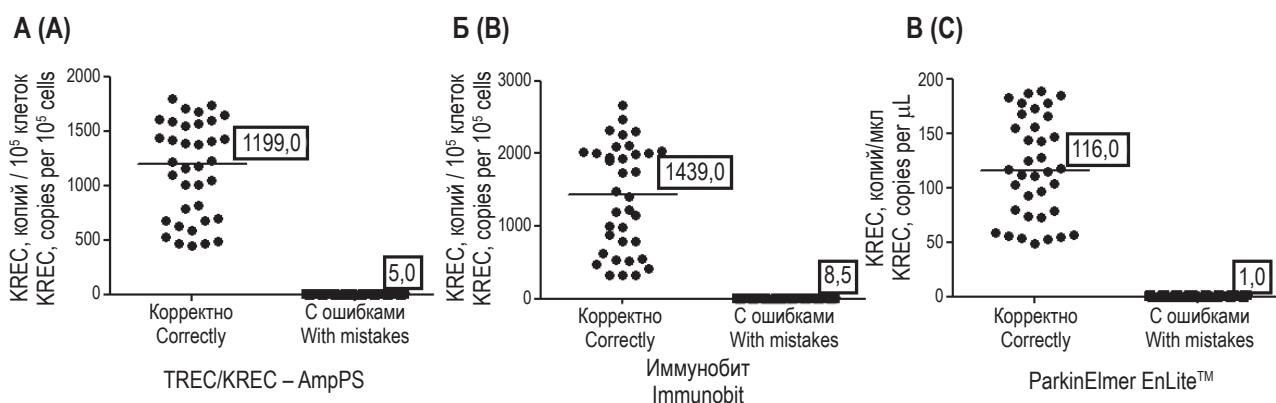 А (A)
KREC, копий / 10⁵ клеток
KREC, copies per 10⁵ cells
2000
1500
1000
500
0
1199,0
5,0
Корректно
Correctly
С ошибками
With mistakes
TREC/KREC – AmpPS
Б (B)
KREC, копий / 10⁵ клеток
KREC, copies per 10⁵ cells
3000
2000
1000
0
1439,0
8,5
Корректно
Correctly
С ошибками
With mistakes
Иммунобит
Immunobit
В (C)
KREC, копий/мкл
KREC, copies per µL
200
150
100
50
0
116,0
1,0
Корректно
Correctly
С ошибками
With mistakes
ParkinElmer EnLite™